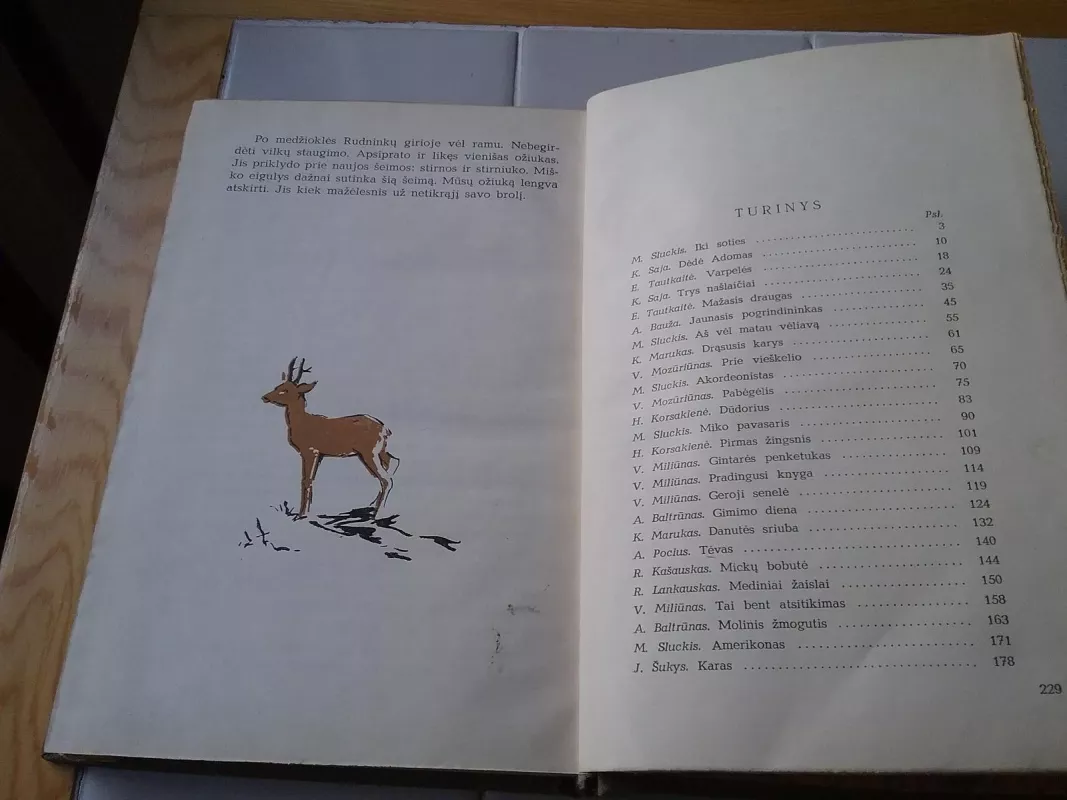 Po medžioklės Rudninkų girioje vėl ramu. Nebegir-
dėti vilkų staugimo. Apsiprato ir likęs vienišas ožiukas.
Jis priklydo prie naujos šeimos: stirnos ir stirniuko. Miš-
ko eigulys dažnai sutinka šią šeimą. Mūsų ožiuką lengva
atskirti. Jis kiek mažėlesnis už netikrąjį savo brolį.
TURINYS
Psl.
M. Sluckis. Iki soties . . . . . . . . . . 3
K. Saja. Dėdė Adomas . . . . . . . . . . 10
E. Tautkaitė. Varpelės . . . . . . . . . . 18
K. Saja. Trys našlaičiai . . . . . . . . . . 24
E. Tautkaitė. Mažasis draugas . . . . . . . . . . 35
A. Bauža. Jaunasis pogrindininkas . . . . . . . . . . 45
M. Sluckis. Aš vėl matau vėliavą . . . . . . . . . . 55
K. Marukas. Drąsusis karys . . . . . . . . . . 61
V. Mozūriūnas. Prie vieškelio . . . . . . . . . . 65
M. Sluckis. Akordeonistas . . . . . . . . . . 70
V. Mozūriūnas. Pabėgėlis . . . . . . . . . . 75
H. Korsakienė. Dūdorius . . . . . . . . . . 83
M. Sluckis. Miko pavasaris . . . . . . . . . . 90
H. Korsakienė. Pirmas žingsnis . . . . . . . . . . 101
V. Miliūnas. Gintarės penketukas . . . . . . . . . . 109
V. Miliūnas. Pradingusi knyga . . . . . . . . . . 114
V. Miliūnas. Geroji senelė . . . . . . . . . . 119
A. Baltrūnas. Gimimo diena . . . . . . . . . . 124
K. Marukas. Danutės sriuba . . . . . . . . . . 132
A. Pocius. Tėvas . . . . . . . . . . 140
R. Kašauskas. Mickų bobutė . . . . . . . . . . 144
R. Lankauskas. Mediniai žaislai . . . . . . . . . . 150
V. Miliūnas. Tai bent atsitikimas . . . . . . . . . . 158
A. Baltrūnas. Molinis žmogutis . . . . . . . . . . 163
M. Sluckis. Amerikonas . . . . . . . . . . 171
J. Šukys. Karas . . . . . . . . . . 178
229